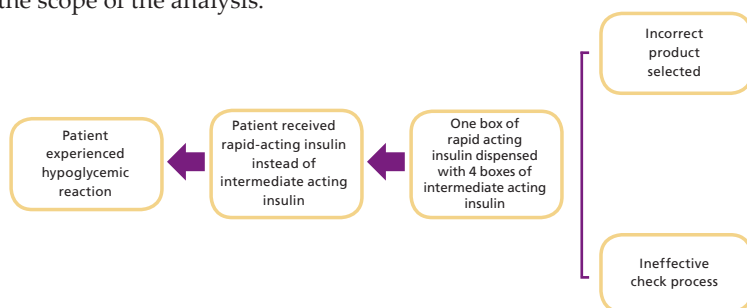 the scope of the analysis.
Incorrect
product
selected
Patient
experienced
hypoglycemic
reaction
Patient received
rapid-acting insulin
instead of
intermediate acting
insulin
One box of
rapid acting
insulin dispensed
with 4 boxes of
intermediate acting
insulin
Ineffective
check process